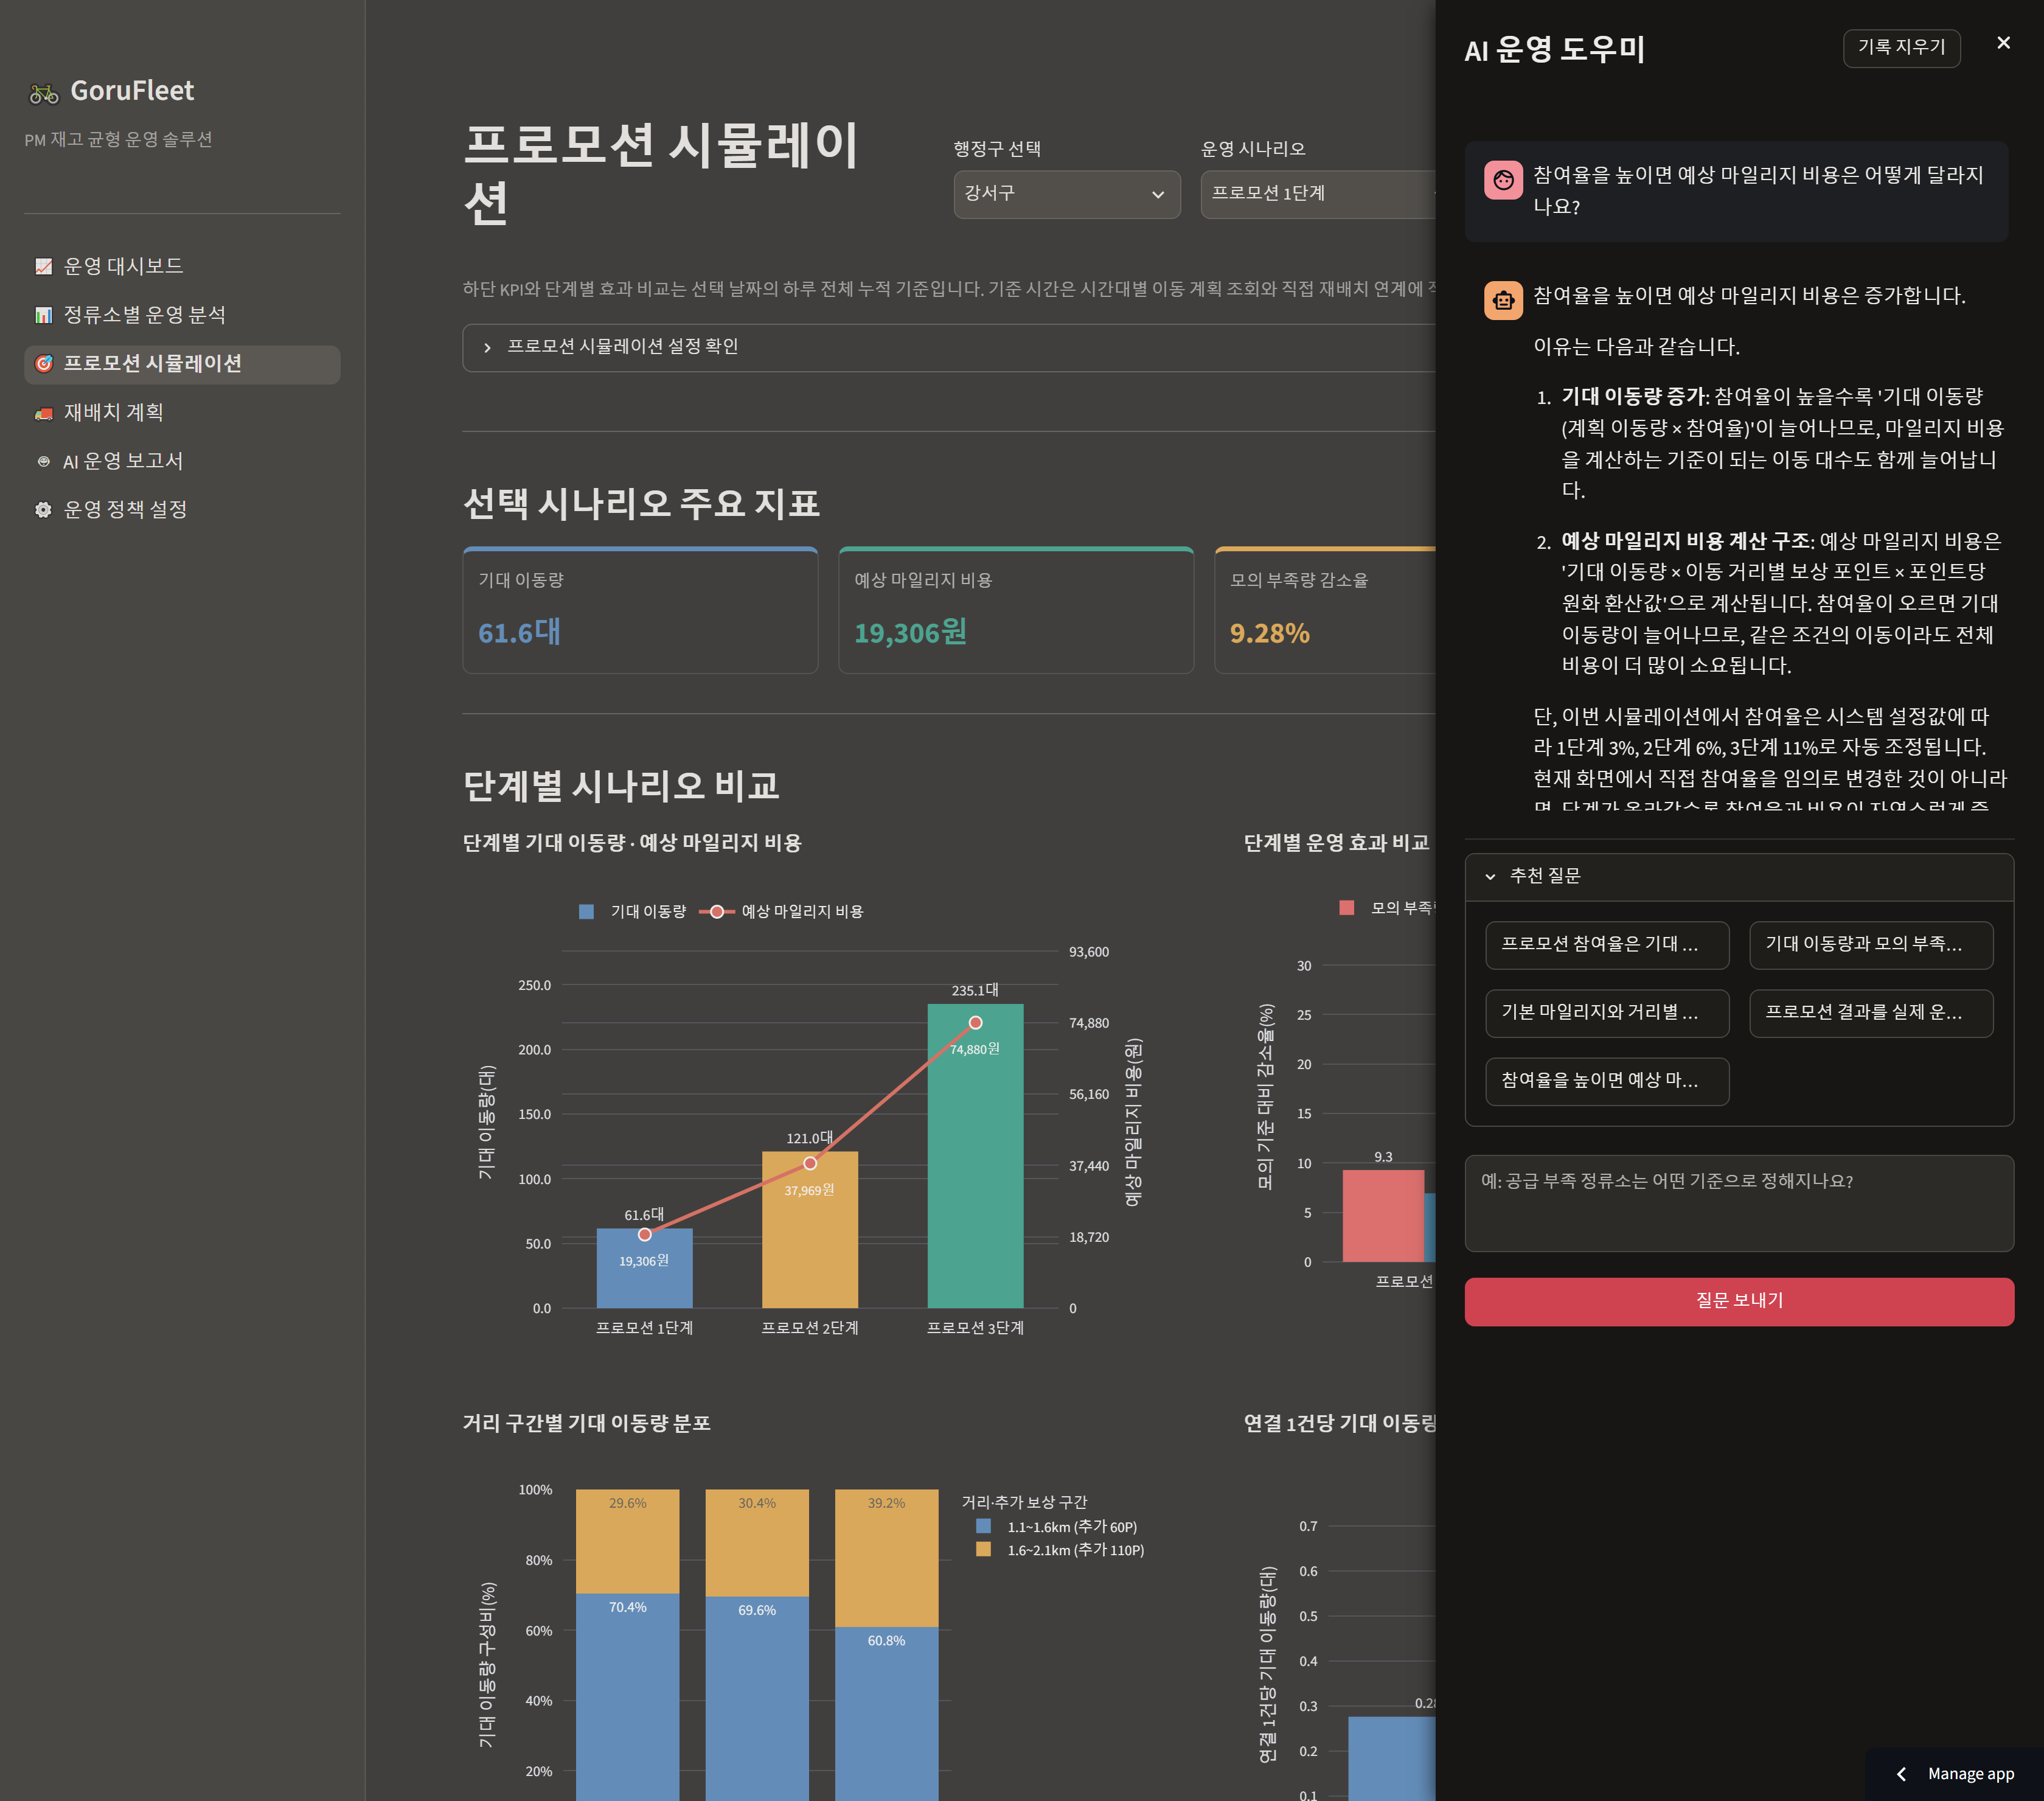 GoruFleet
PM 재고 균형 운영 솔루션
운영 대시보드
정류소별 운영 분석
프로모션 시뮬레이션
재배치 계획
AI 운영 보고서
운영 정책 설정
프로모션 시뮬레이
션
행정구 선택
강서구
운영 시나리오
프로모션 1단계
하단 KPI와 단계별 효과 비교는 선택 날짜의 하루 전체 누적 기준입니다. 기준 시간은 시간대별 이동 계획 조회와 직접 재배치 연계에
프로모션 시뮬레이션 설정 확인
선택 시나리오 주요 지표
기대 이동량
61.6대
예상 마일리지 비용
19,306원
모의 부족량 감소율
9.28%
단계별 시나리오 비교
단계별 기대 이동량 · 예상 마일리지 비용
기대 이동량
예상 마일리지 비용
기대 이동량(대)
250.0
200.0
150.0
100.0
50.0
0.0
61.6대
19,306원
121.0대
37,969원
235.1대
74,880원
93,600
74,880
56,160
37,440
18,720
0
예상 마일리지 비용(원)
프로모션 1단계
프로모션 2단계
프로모션 3단계
단계별 운영 효과 비교
모의 부족
모의 기준 대비 감소율(%)
30
25
20
15
10
5
0
9.3
프로모션
거리 구간별 기대 이동량 분포
기대 이동량 구성비(%)
100%
80%
60%
40%
20%
29.6%
70.4%
30.4%
69.6%
39.2%
60.8%
거리·추가 보상 구간
1.1~1.6km (추가 60P)
1.6~2.1km (추가 110P)
연결 1건당 기대 이동량
연결 1건당 기대 이동량(대)
0.7
0.6
0.5
0.4
0.3
0.2
0.1
0.28
AI 운영 도우미
기록 지우기
참여율을 높이면 예상 마일리지 비용은 어떻게 달라지
나요?
참여율을 높이면 예상 마일리지 비용은 증가합니다.
이유는 다음과 같습니다.
1. 기대 이동량 증가: 참여율이 높을수록 '기대 이동량
(계획 이동량 × 참여율)'이 늘어나므로, 마일리지 비용
을 계산하는 기준이 되는 이동 대수도 함께 늘어납니
다.
2. 예상 마일리지 비용 계산 구조: 예상 마일리지 비용은
'기대 이동량 × 이동 거리별 보상 포인트 × 포인트당
원화 환산값'으로 계산됩니다. 참여율이 오르면 기대
이동량이 늘어나므로, 같은 조건의 이동이라도 전체
비용이 더 많이 소요됩니다.
단, 이번 시뮬레이션에서 참여율은 시스템 설정값에 따
라 1단계 3%, 2단계 6%, 3단계 11%로 자동 조정됩니다.
현재 화면에서 직접 참여율을 임의로 변경한 것이 아니라
면, 단계가 올라갈수록 참여율과 비용이 자연스럽게 증
추천 질문
프로모션 참여율은 기대 ...
기대 이동량과 모의 부족...
기본 마일리지와 거리별 ...
프로모션 결과를 실제 운...
참여율을 높이면 예상 마...
예: 공급 부족 정류소는 어떤 기준으로 정해지나요?
질문 보내기
Manage app